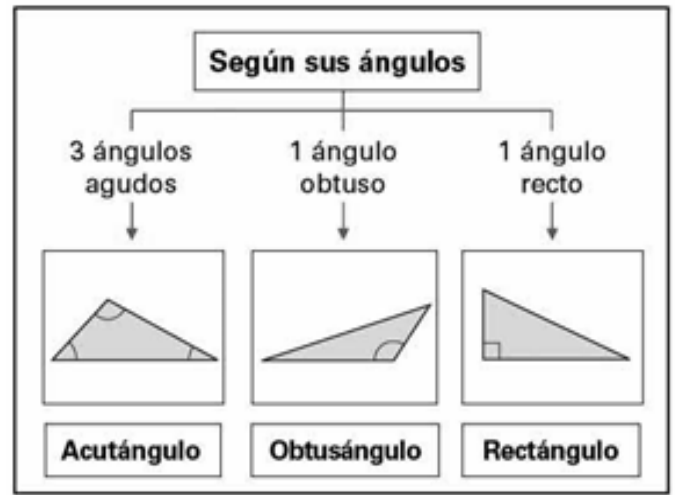 Según sus ángulos
3 ángulos
agudos
1 ángulo
obtuso
1 ángulo
recto
Acutángulo
Obtusángulo
Rectángulo